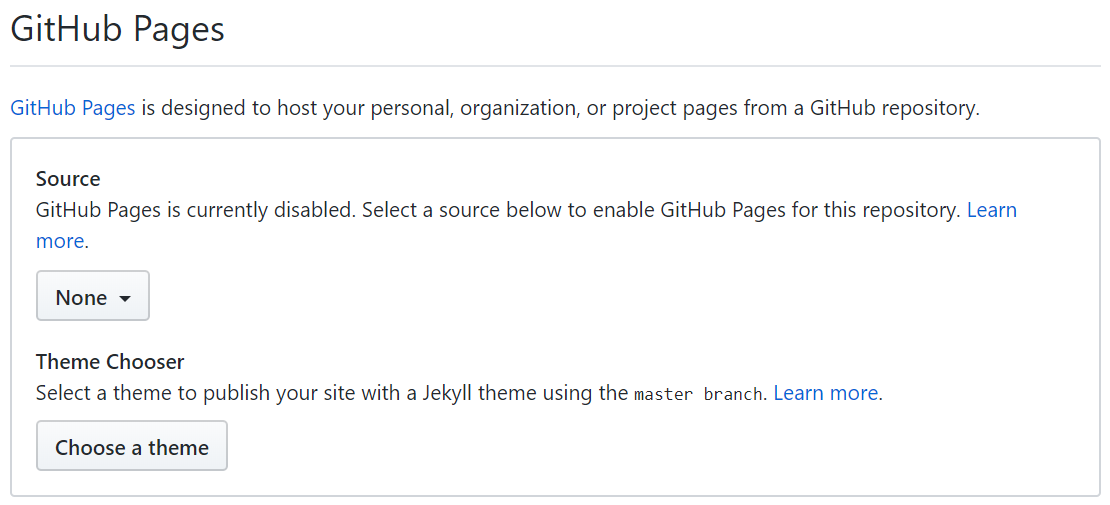 GitHub Pages
GitHub Pages is designed to host your personal, organization, or project pages from a GitHub repository.
Source
GitHub Pages is currently disabled. Select a source below to enable GitHub Pages for this repository. Learn
more.
None
Theme Chooser
Select a theme to publish your site with a Jekyll theme using the master branch. Learn more.
Choose a theme